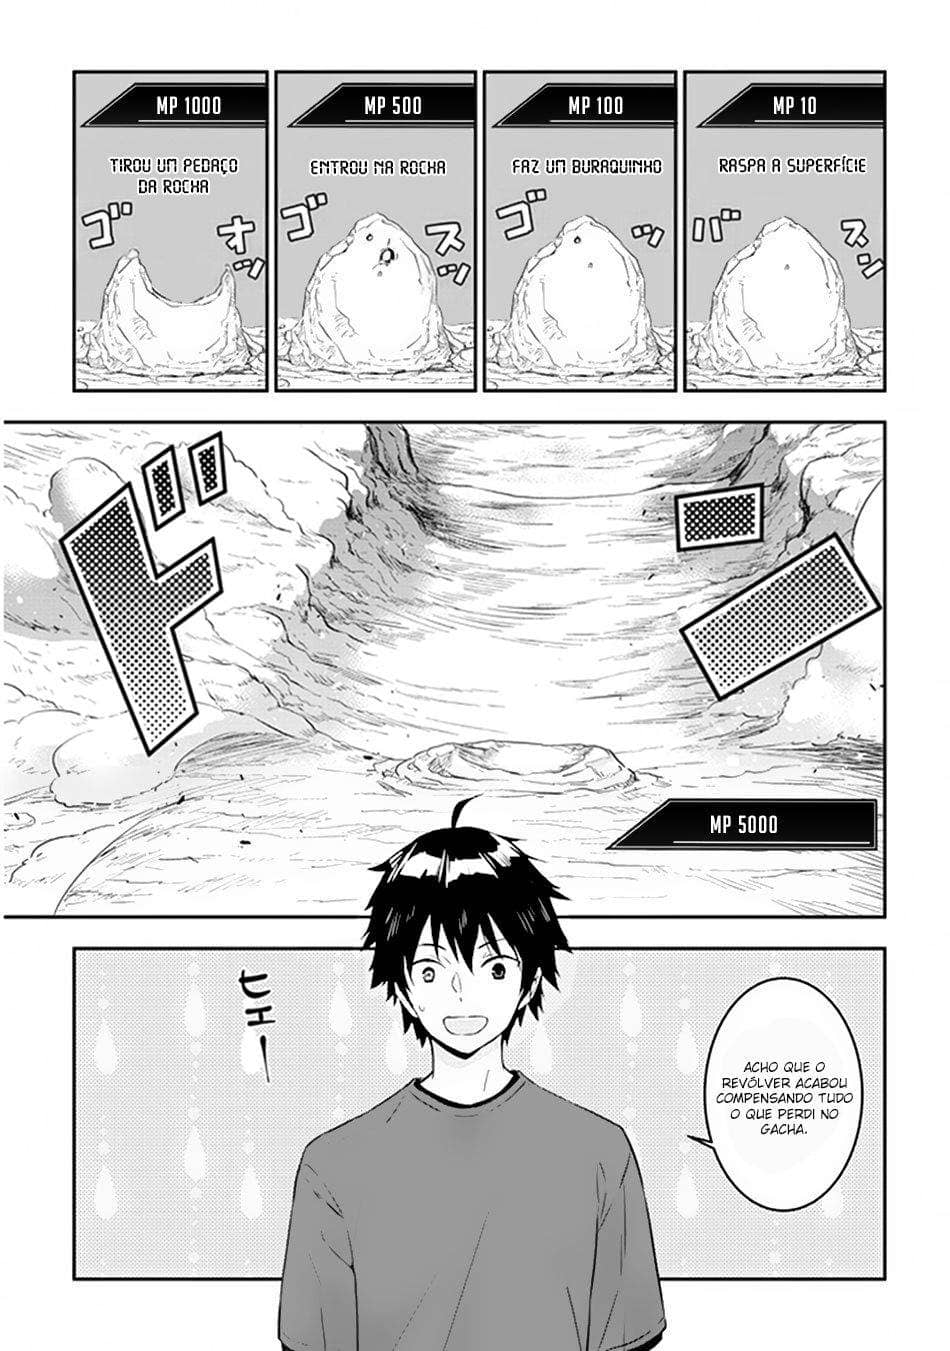 MP 10
RASPA A SUPERFÍCIE
バ
スン
MP 100
FAZ UM BURAQUINHO
ゴ
ッ
MP 500
ENTROU NA ROCHA
ゴ
スッ
MP 1000
TIROU UM PEDAÇO
DA ROCHA
ゴ
オッ
ド
MP 5000
ヒェー
ACHO QUE O
REVÓLVER ACABOU
COMPENSANDO TUDO
O QUE PERDI NO
GACHA.